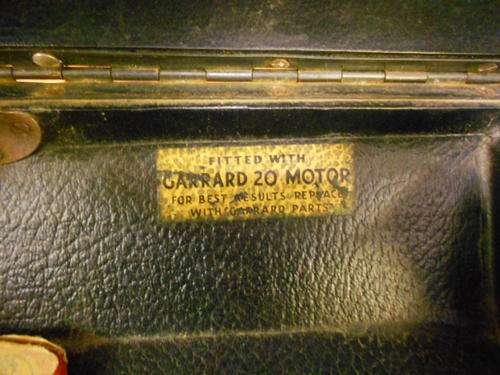 FITTED WITH
GARRARD 20 MOTOR
FOR BEST RESULTS REPLACE
WITH GARRARD PARTS